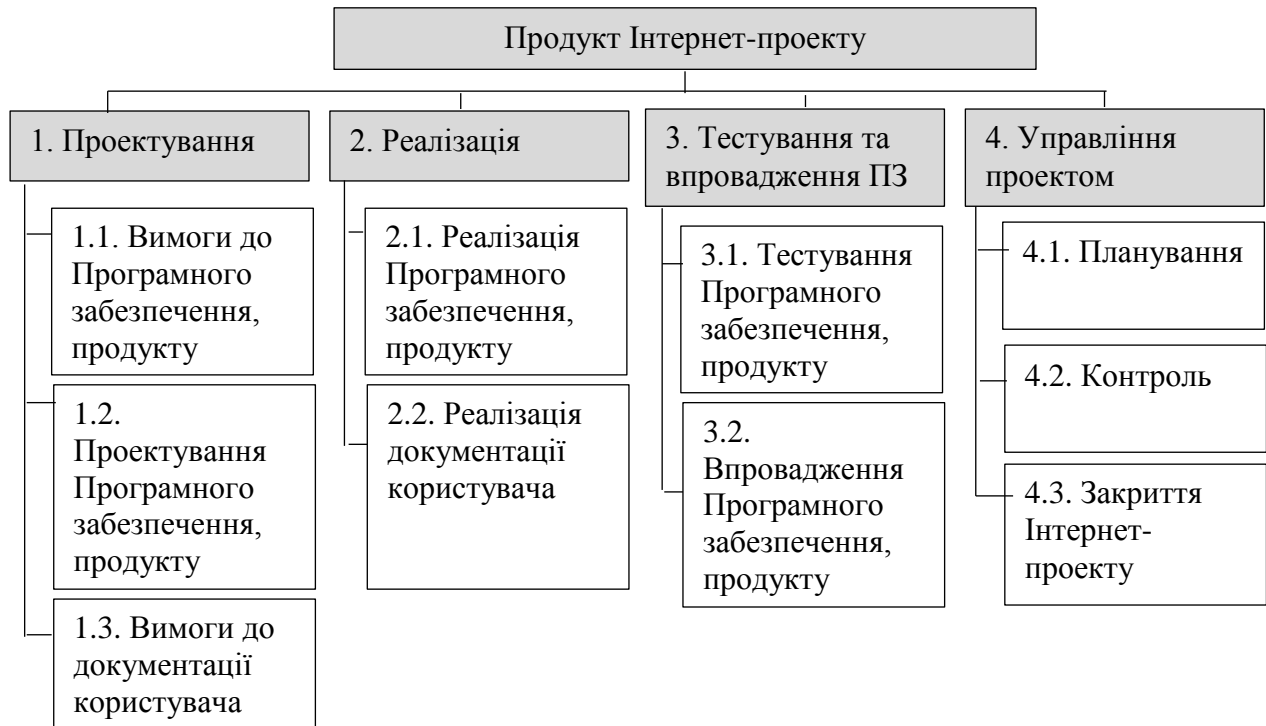 Продукт Інтернет-проекту
1. Проектування
1.1. Вимоги до
Програмного
забезпечення,
продукту
1.2.
Проектування
Програмного
забезпечення,
продукту
1.3. Вимоги до
документації
користувача
2. Реалізація
2.1. Реалізація
Програмного
забезпечення,
продукту
2.2. Реалізація
документації
користувача
3. Тестування та
впровадження ПЗ
3.1. Тестування
Програмного
забезпечення,
продукту
3.2.
Впровадження
Програмного
забезпечення,
продукту
4. Управління
проектом
4.1. Планування
4.2. Контроль
4.3. Закриття
Інтернет-
проекту